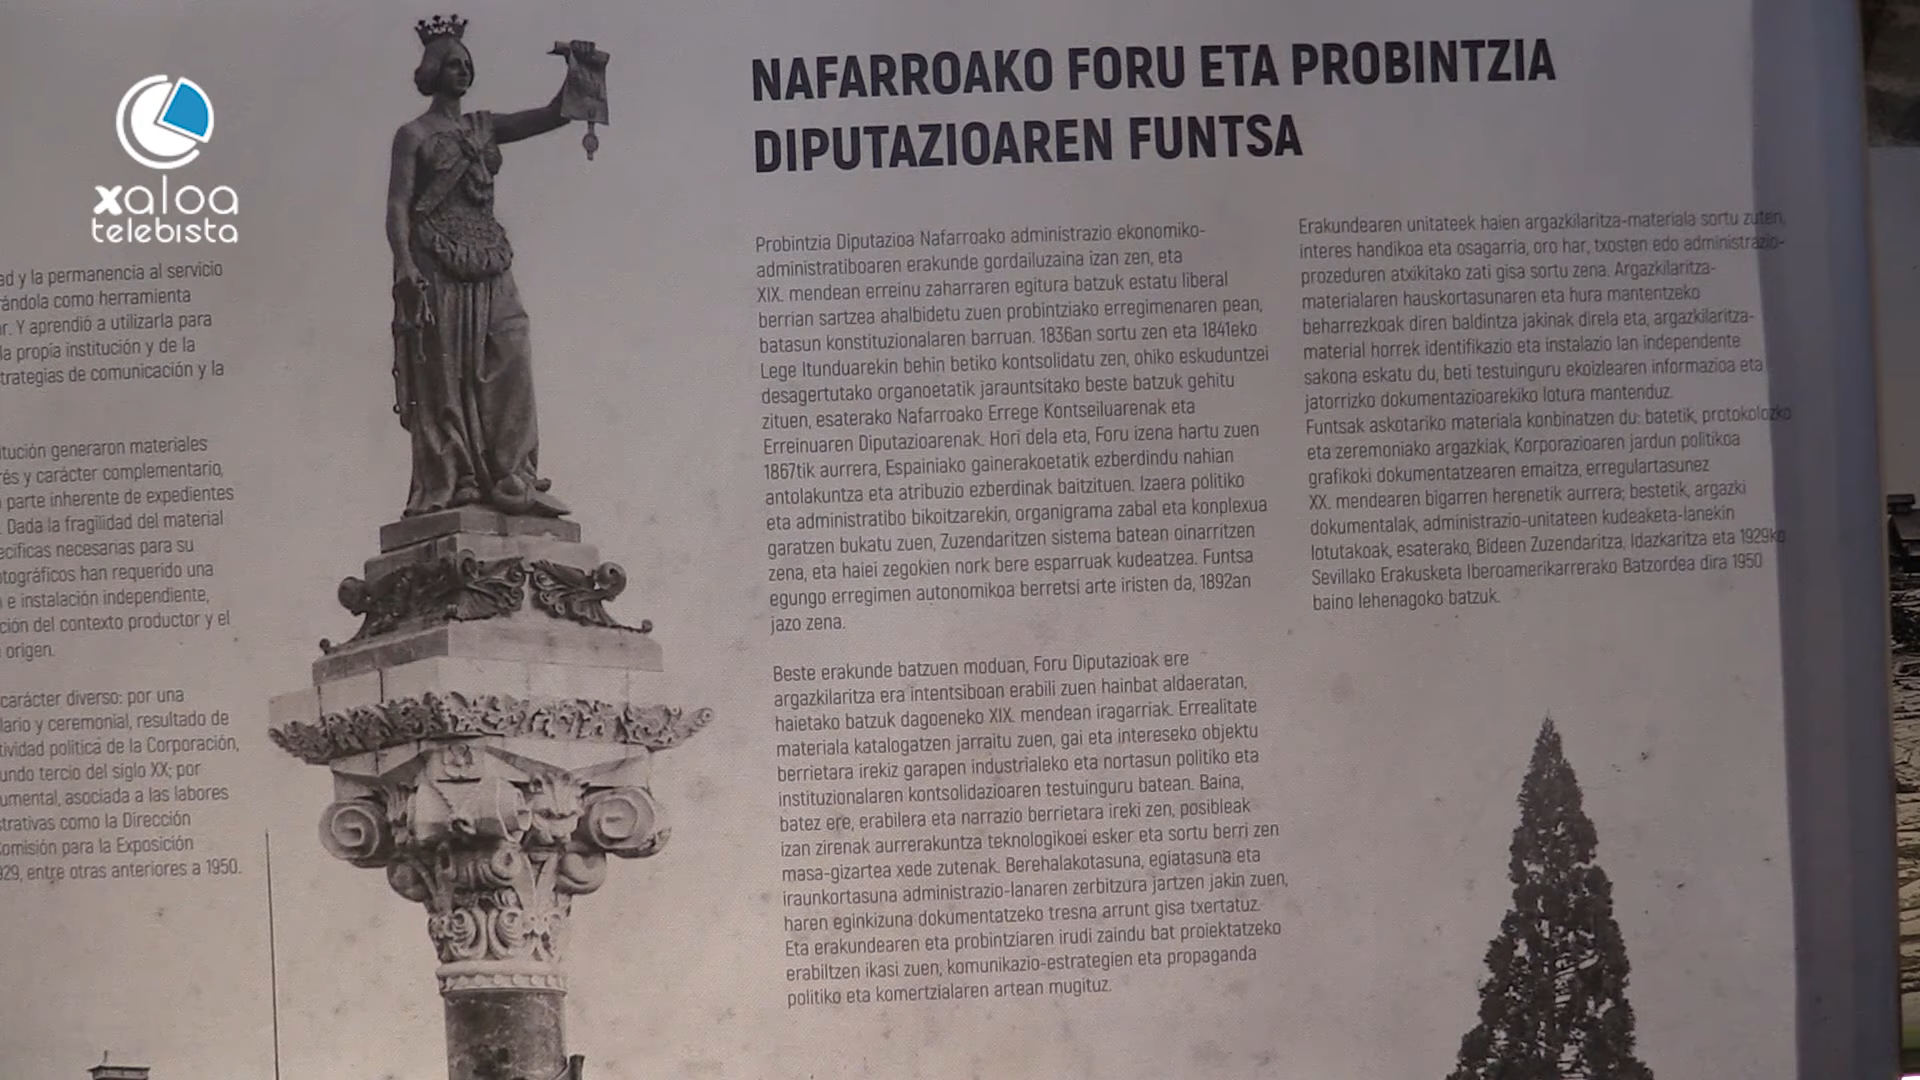 xaloa
telebista
ad y la permanencia al servicio
rándola como herramienta
r. Y aprendió a utilizarla para
la propia institución y de la
trategias de comunicación y la
itución generaron materiales
rés y carácter complementario,
parte inherente de expedientes
. Dada la fragilidad del material
ecíficas necesarias para su
otográficos han requerido una
e instalación independiente,
ción del contexto productor y el
origen.
carácter diverso: por una
lario y ceremonial, resultado de
tividad política de la Corporación,
undo tercio del siglo XX; por
umental, asociada a las labores
strativas como la Dirección
Comisión para la Exposición
929, entre otras anteriores a 1950.
NAFARROAKO FORU ETA PROBINTZIA
DIPUTAZIOAREN FUNTSA
Probintzia Diputazioa Nafarroako administrazio ekonomiko-
administratiboaren erakunde gordailuzaina izan zen, eta
XIX. mendean erreinu zaharraren egitura batzuk estatu liberal
berrian sartzea ahalbidetu zuen probintziako erregimenaren pean,
batasun konstituzionalaren barruan. 1836an sortu zen eta 1841eko
Lege Itunduarekin behin betiko kontsolidatu zen, ohiko eskuduntzei
desagertutako organoetatik jarauntsitako beste batzuk gehitu
zituen, esaterako Nafarroako Errege Kontseiluarenak eta
Erreinuaren Diputazioarenak. Hori dela eta, Foru izena hartu zuen
1867tik aurrera, Espainiako gainerakoetatik ezberdindu nahian
antolakuntza eta atribuzio ezberdinak baitzituen. Izaera politiko
eta administratibo bikoitzarekin, organigrama zabal eta konplexua
garatzen bukatu zuen, Zuzendaritzen sistema batean oinarritzen
zena, eta haiei zegokien nork bere esparruak kudeatzea. Funtsa
egungo erregimen autonomikoa berretsi arte iristen da, 1892an
jazo zena.
Beste erakunde batzuen moduan, Foru Diputazioak ere
argazkilaritza era intentsiboan erabili zuen hainbat aldaeratan,
haietako batzuk dagoeneko XIX. mendean iragarriak. Errealitate
materiala katalogatzen jarraitu zuen, gai eta intereseko objektu
berrietara irekiz garapen industrialeko eta nortasun politiko eta
instituzionalaren kontsolidazioaren testuinguru batean. Baina,
batez ere, erabilera eta narrazio berrietara ireki zen, posibleak
izan zirenak aurrerakuntza teknologikoei esker eta sortu berri zen
masa-gizartea xede zutenak. Berehalakotasuna, egiatasuna eta
iraunkortasuna administrazio-lanaren zerbitzura jartzen jakin zuen,
haren eginkizuna dokumentatzeko tresna arrunt gisa txertatuz.
Eta erakundearen eta probintziaren irudi zaindu bat proiektatzeko
erabiltzen ikasi zuen, komunikazio-estrategien eta propaganda
politiko eta komertzialaren artean mugituz.
Erakundearen unitateek haien argazkilaritza-materiala sortu zuten,
interes handikoa eta osagarria, oro har, txosten edo administrazio-
prozeduren atxikitako zati gisa sortu zena. Argazkilaritza-
materialaren hauskortasunaren eta hura mantentzeko
beharrezkoak diren baldintza jakinak direla eta, argazkilaritza-
material horrek identifikazio eta instalazio lan independente
sakona eskatu du, beti testuinguru ekoizlearen informazioa eta
jatorrizko dokumentazioarekiko lotura mantenduz.
Funtsak askotariko materiala konbinatzen du: batetik, protokolozko
eta zeremoniako argazkiak, Korporazioaren jardun politikoa
grafikoki dokumentatzearen emaitza, erregulartasunez
XX. mendearen bigarren herenetik aurrera; bestetik, argazki
dokumentalak, administrazio-unitateen kudeaketa-lanekin
lotutakoak, esaterako, Bideen Zuzendaritza, Idazkaritza eta 1929ko
Sevillako Erakusketa Iberoamerikarrerako Batzordea dira 1950
baino lehenagoko batzuk.